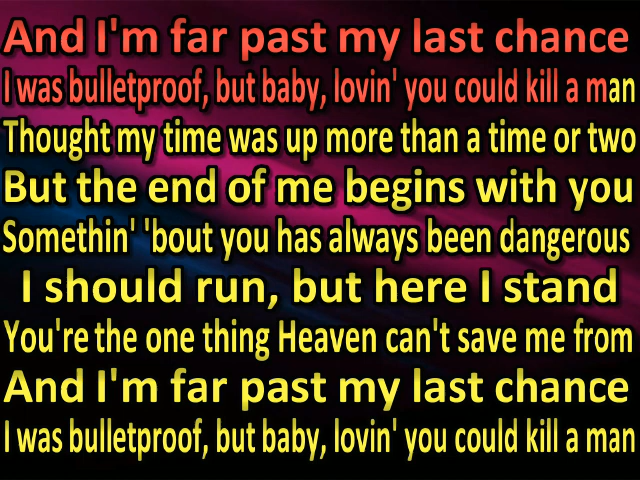 And I'm far past my last chance
I was bulletproof, but baby, lovin' you could kill a man
Thought my time was up more than a time or two
But the end of me begins with you
Somethin' 'bout you has always been dangerous
I should run, but here I stand
You're the one thing Heaven can't save me from
And I'm far past my last chance
I was bulletproof, but baby, lovin' you could kill a man